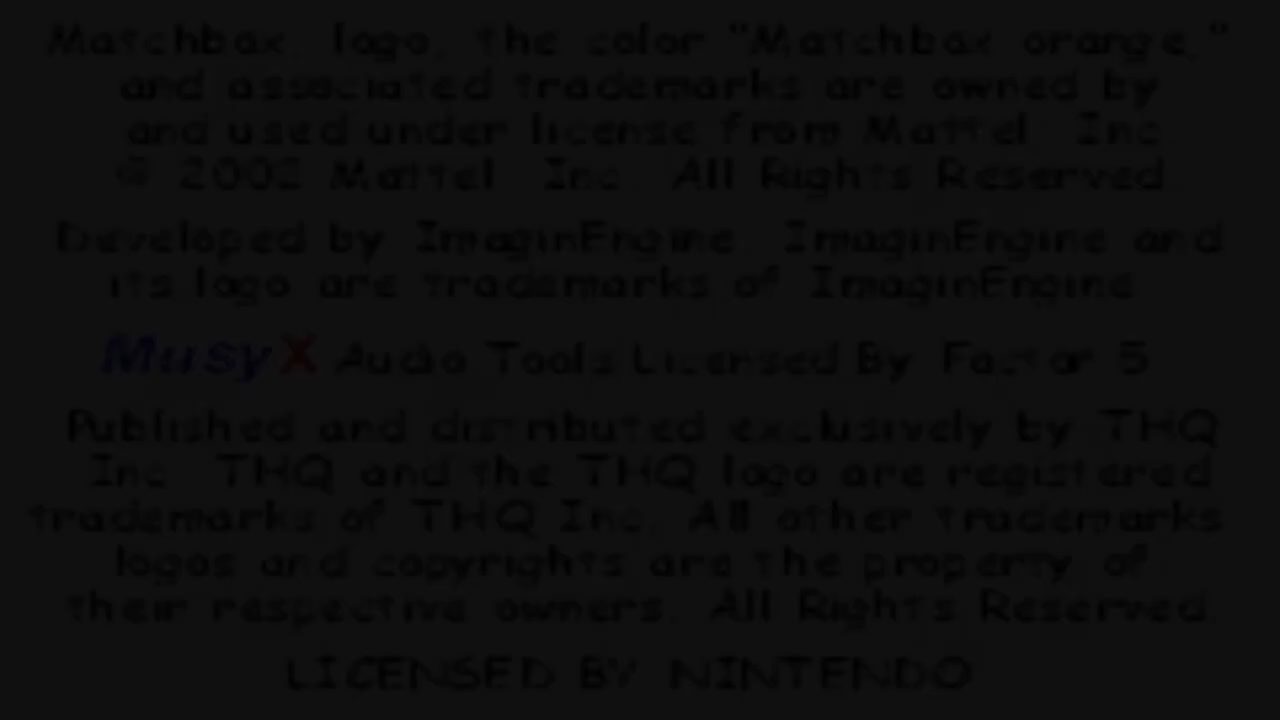 Matchbox, logo, the color "Matchbox orange,"
and associated trademarks are owned by
and used under license from Mattel, Inc.
© 2002 Mattel, Inc. All Rights Reserved.
Developed by ImaginEngine. ImaginEngine and
its logo are trademarks of ImaginEngine
MusyX Audio Tools Licensed By Factor 5
Published and distributed exclusively by THQ
Inc. THQ and the THQ logo are registered
trademarks of THQ Inc. All other trademarks
logos and copyrights are the property of
their respective owners. All Rights Reserved.
LICENSED BY NINTENDO